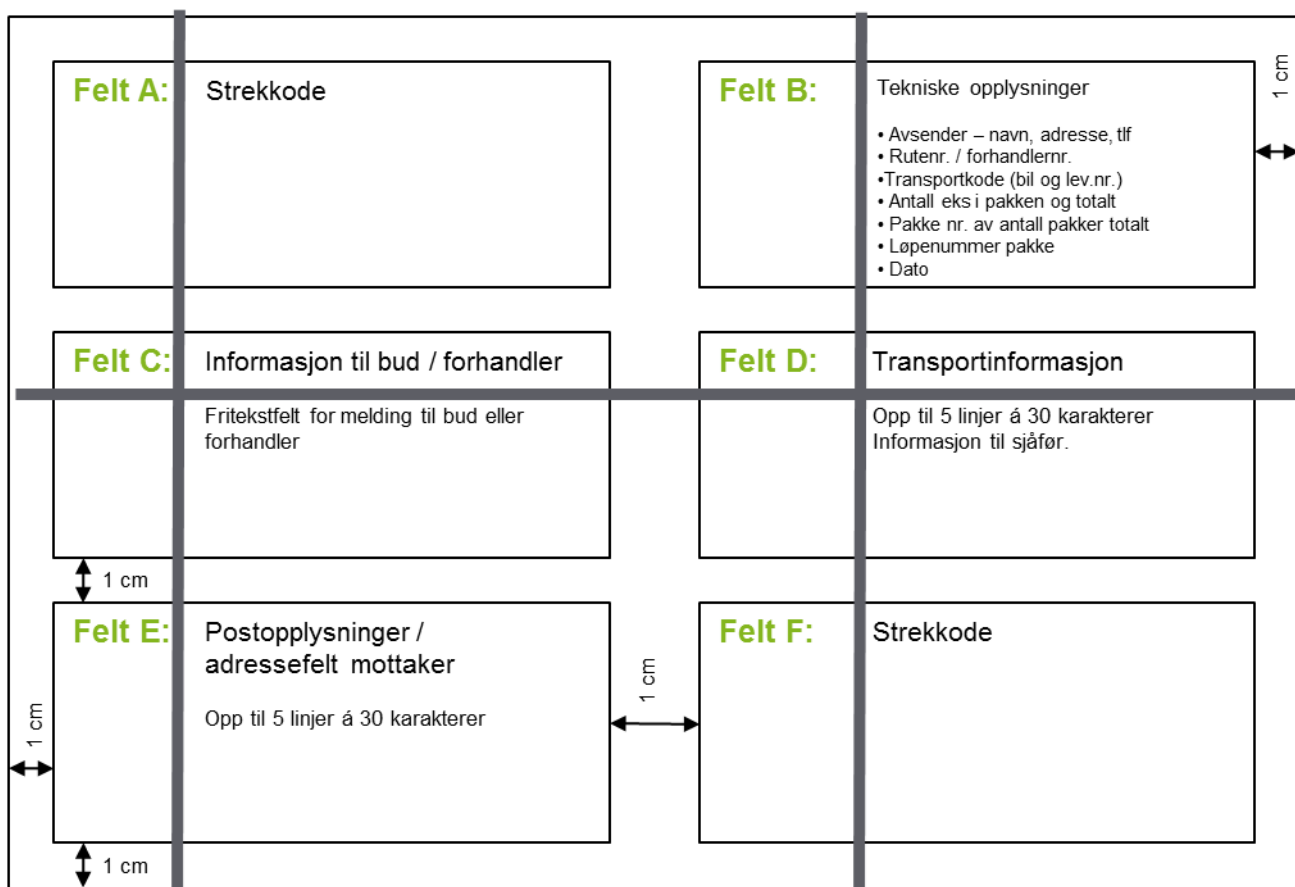 Felt A: Strekkode
Felt B: Tekniske opplysninger
• Avsender – navn, adresse, tlf
• Rutenr. / forhandlernr.
•Transportkode (bil og lev.nr.)
• Antall eks i pakken og totalt
• Pakke nr. av antall pakker totalt
• Løpenummer pakke
• Dato
1 cm
Felt C: Informasjon til bud / forhandler
Fritekstfelt for melding til bud eller
forhandler
Felt D: Transportinformasjon
Opp til 5 linjer á 30 karakterer
Informasjon til sjåfør.
1 cm
Felt E: Postopplysninger /
adressefelt mottaker
Opp til 5 linjer á 30 karakterer
1 cm
1 cm
Felt F: Strekkode
1 cm